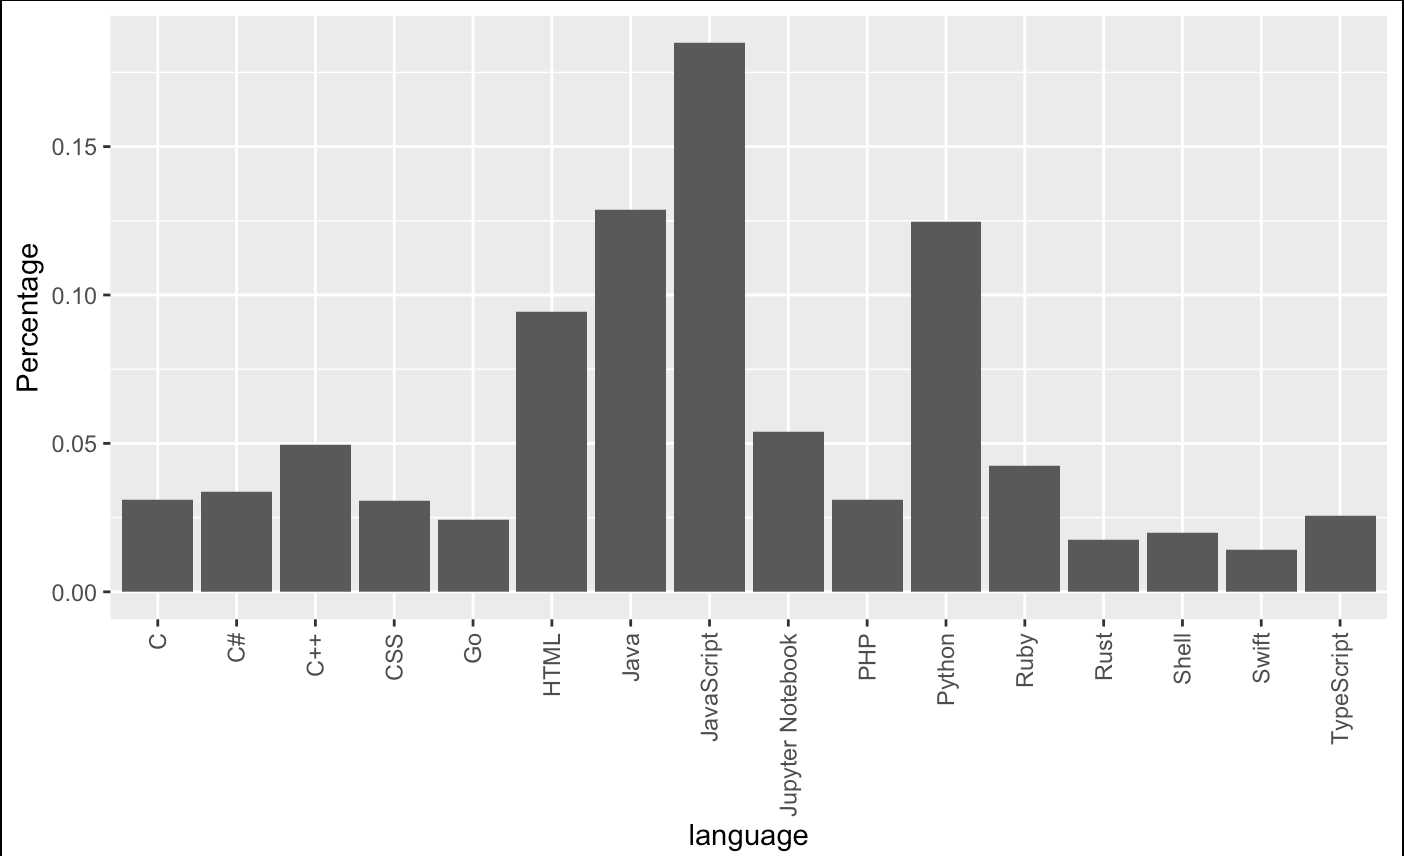 Percentage
0.15
0.10
0.05
0.00
C
C#
C++
CSS
Go
HTML
Java
JavaScript
Jupyter Notebook
PHP
Python
Ruby
Rust
Shell
Swift
TypeScript
language